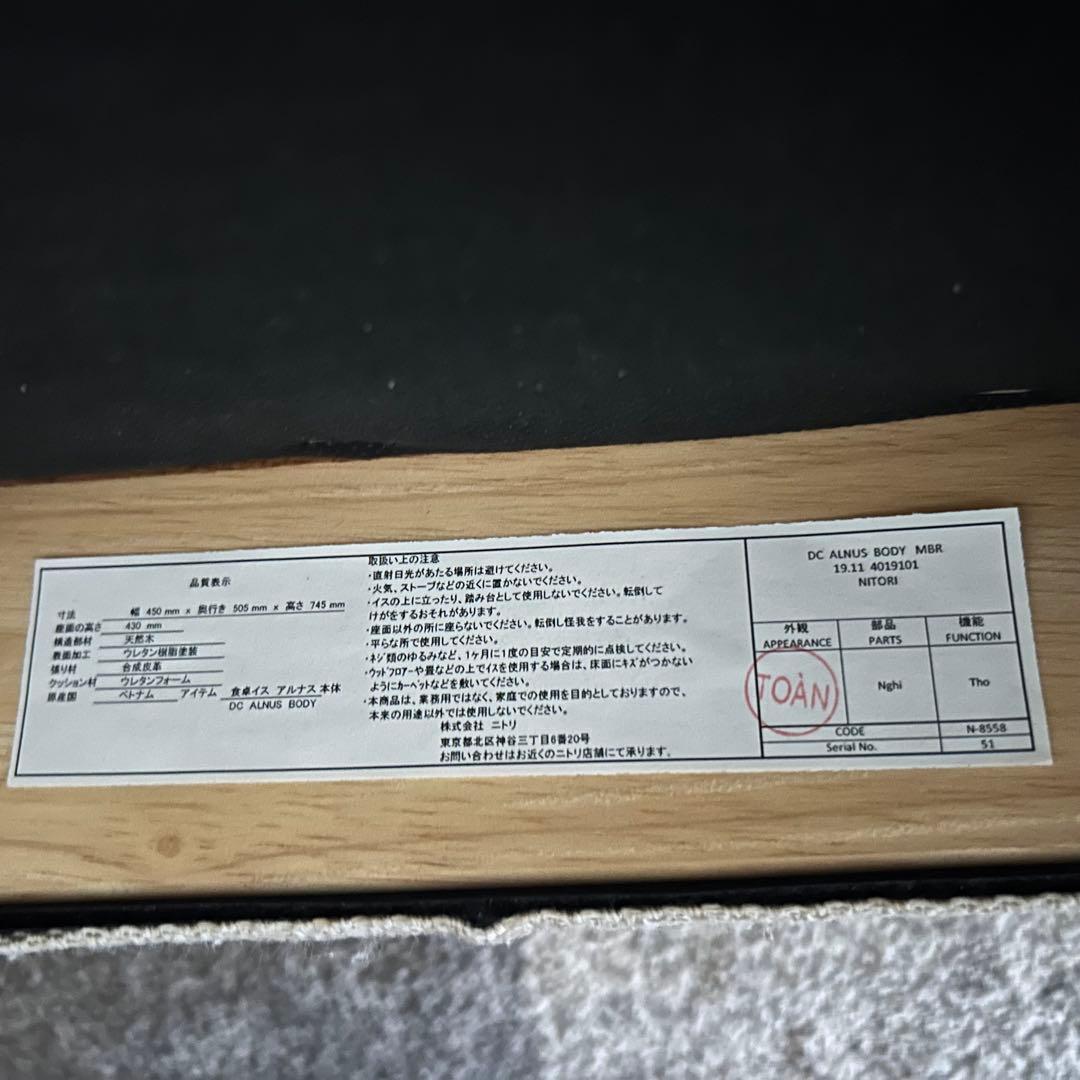 品質表示
寸法 幅 450 mm × 奥行き 505 mm × 高さ 745 mm
座面の高さ 430 mm
構造部材 天然木
表面加工 ウレタン樹脂塗装
張り材 合成皮革
クッション材 ウレタンフォーム
原産国 ベトナム アイテム 食卓イス アルナス 本体
DC ALNUS BODY
取扱い上の注意
・直射日光があたる場所は避けてください。
・火気、ストーブなどの近くに置かないでください。
・イスの上に立ったり、踏み台として使用しないでください。転倒して
けがをするおそれがあります。
・座面以外の所に座らないでください。転倒し怪我をすることがあります。
・平らな所で使用してください。
・ネジ類のゆるみなど、1ヶ月に1度の目安で定期的に点検してください。
・ウッドフロアーや畳などの上でイスを使用する場合は、床面にキズがつかない
ようにカーペットなどを敷いてください。
・本商品は、業務用ではなく、家庭での使用を目的としておりますので、
本来の用途以外では使用しないでください。
株式会社 ニトリ
東京都北区神谷三丁目6番20号
お問い合わせはお近くのニトリ店舗にて承ります。
DC ALNUS BODY MBR
19.11 4019101
NITORI
外観 部品 機能
APPEARANCE PARTS FUNCTION
TOÀN Nghi Tho
CODE N-8558
Serial No. 51